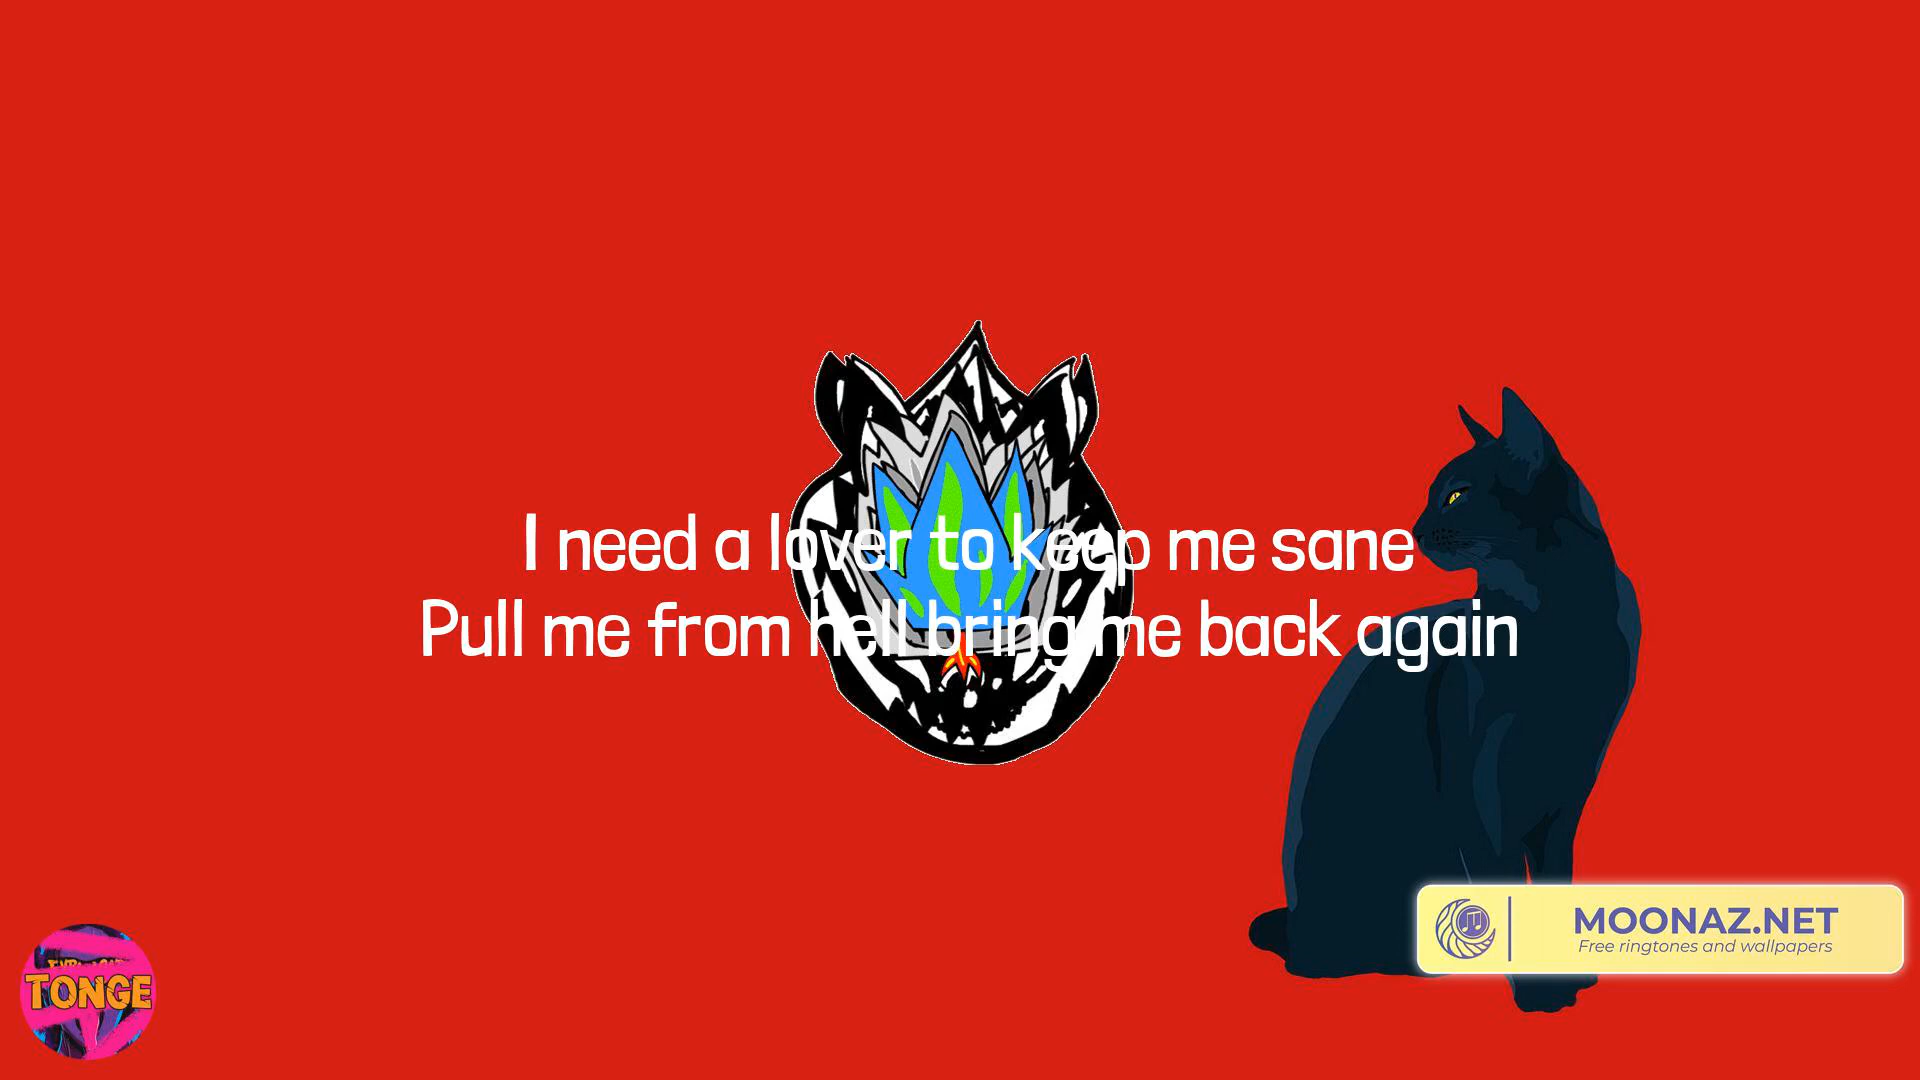 I need a lover to keep me sane
Pull me from hell bring me back again
TONGE
MOONAZ.NET
Free ringtones and wallpapers